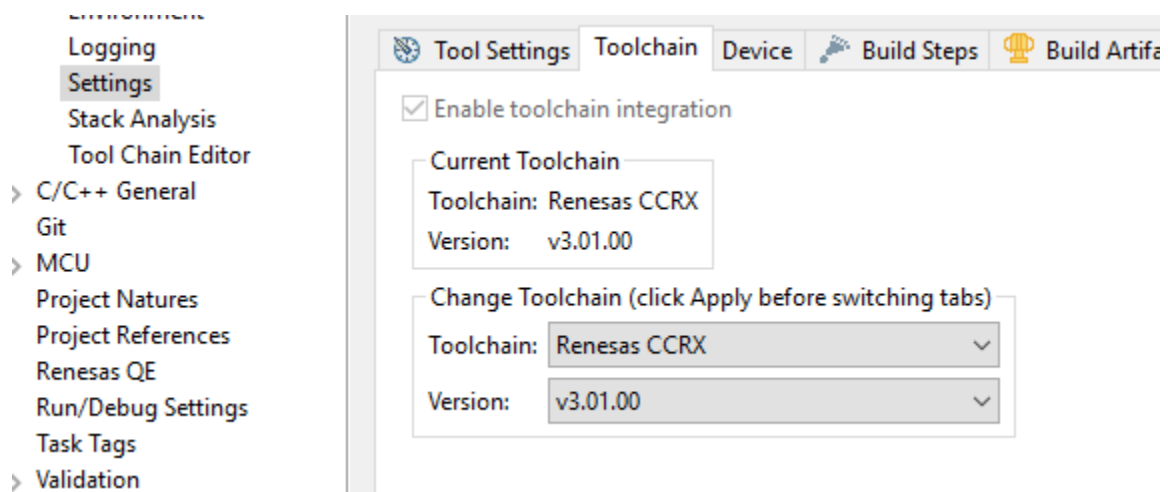 Logging
Settings
Stack Analysis
Tool Chain Editor
C/C++ General
Git
MCU
Project Natures
Project References
Renesas QE
Run/Debug Settings
Task Tags
Validation
Tool Settings Toolchain Device Build Steps Build Artifa
Enable toolchain integration
Current Toolchain
Toolchain: Renesas CCRX
Version: v3.01.00
Change Toolchain (click Apply before switching tabs)
Toolchain: Renesas CCRX
Version: v3.01.00